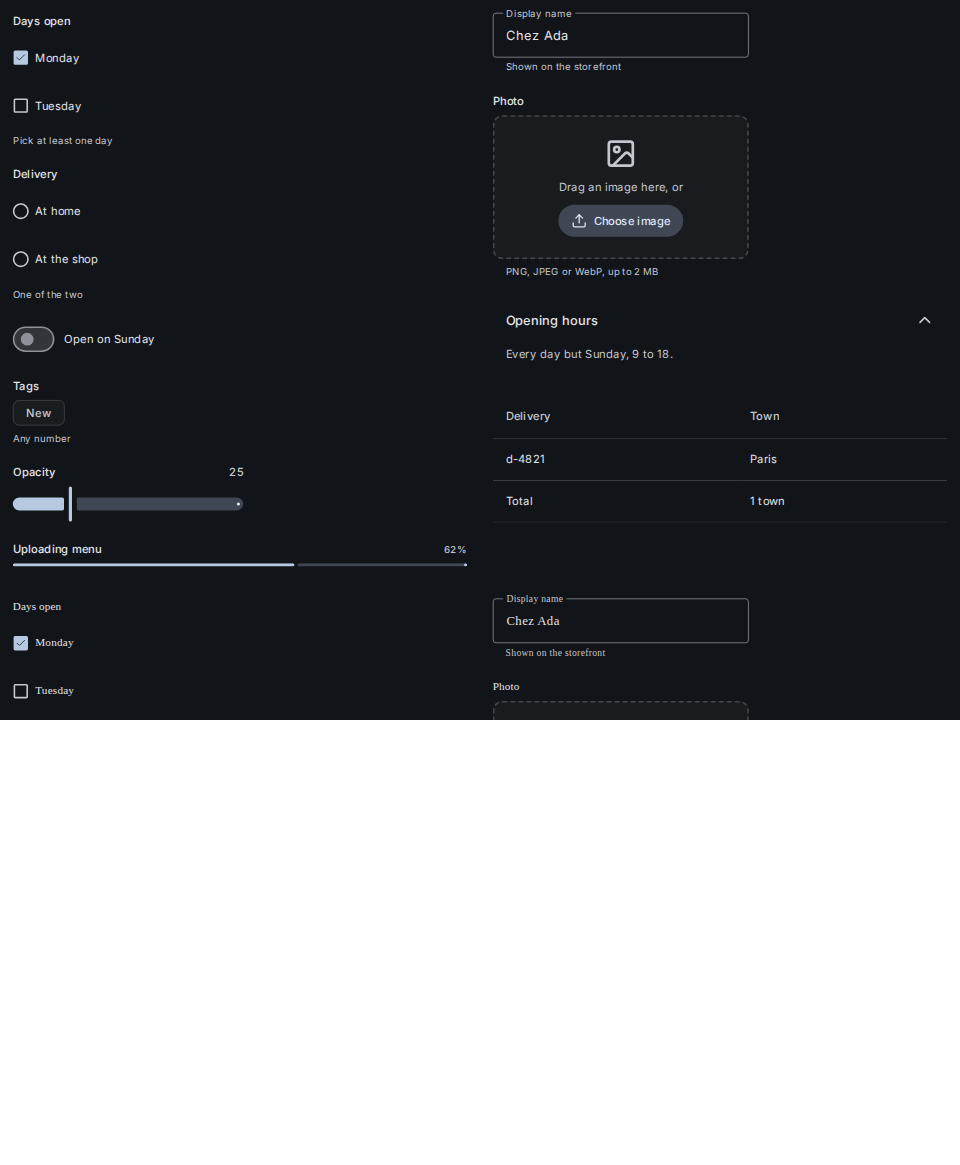 Days open
Monday
Tuesday
Pick at least one day
Delivery
At home
At the shop
One of the two
Open on Sunday
Tags
New
Any number
Opacity 25
Uploading menu 62%
Display name
Chez Ada
Shown on the storefront
Photo
Drag an image here, or
Choose image
PNG, JPEG or WebP, up to 2 MB
Opening hours
Every day but Sunday, 9 to 18.
Delivery Town
d-4821 Paris
Total 1 town
Days open
Monday
Tuesday
Display name
Chez Ada
Shown on the storefront
Photo